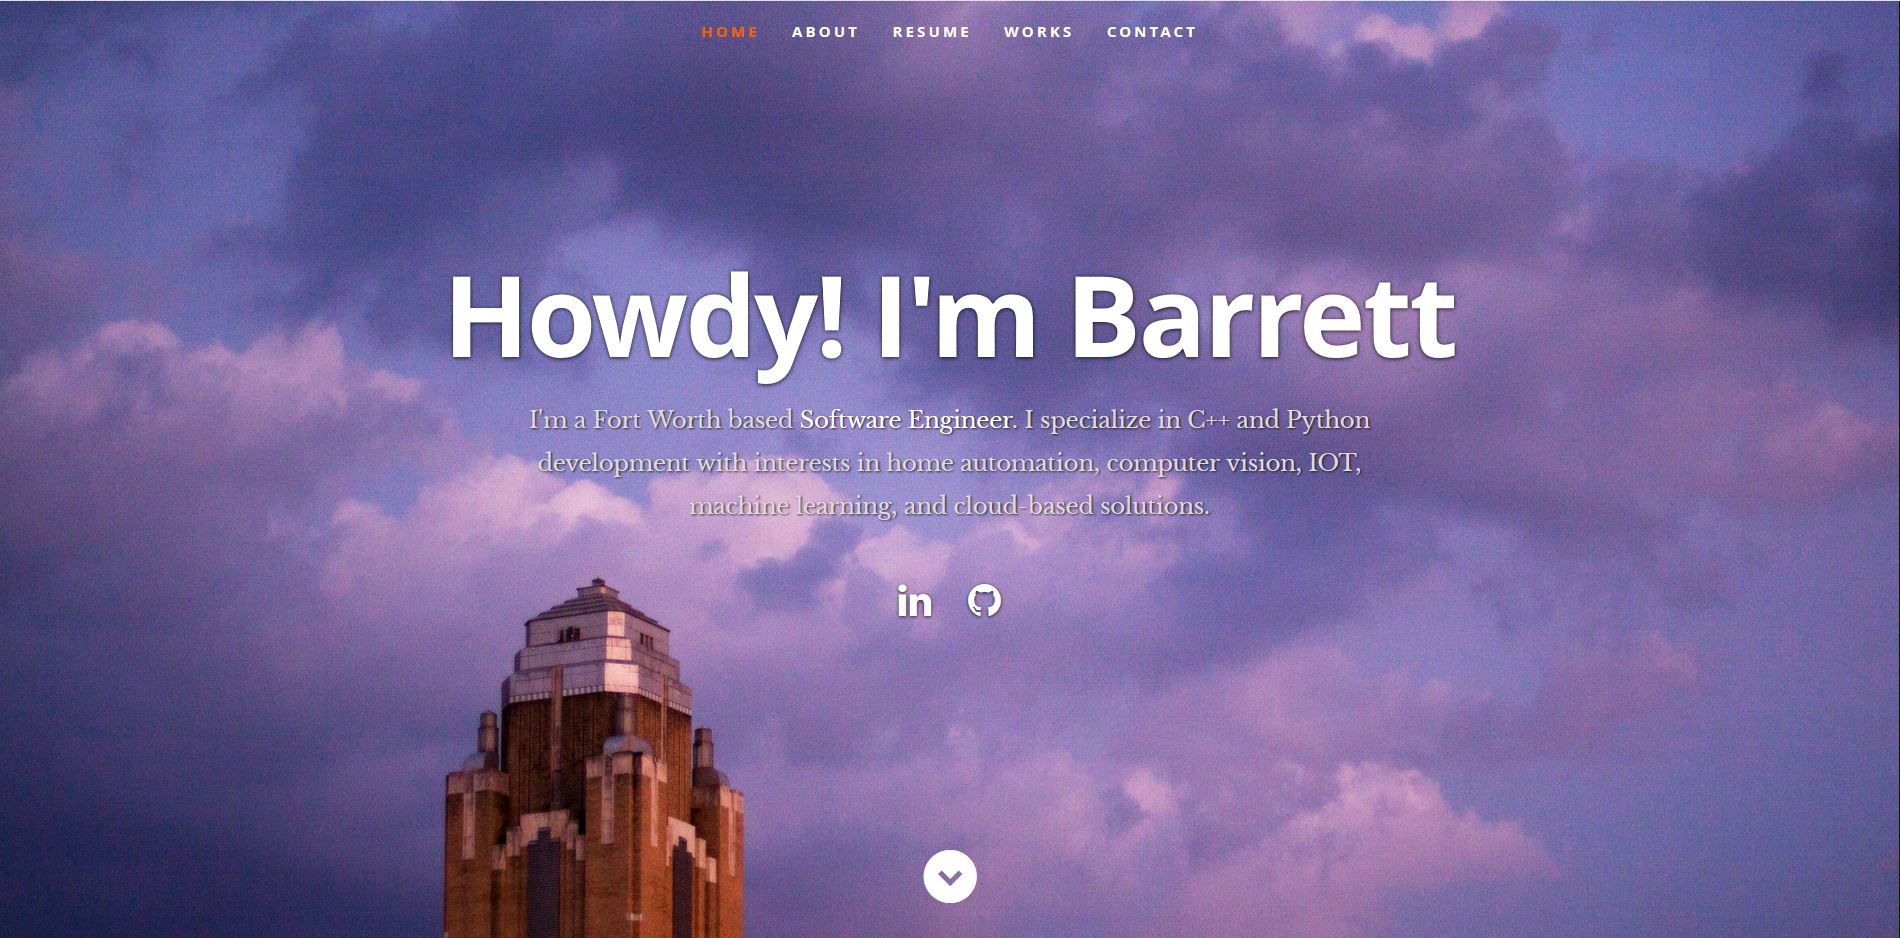 HOME ABOUT RESUME WORKS CONTACT
Howdy! I'm Barrett
I'm a Fort Worth based Software Engineer. I specialize in C++ and Python
development with interests in home automation, computer vision, IOT,
machine learning, and cloud-based solutions.
in